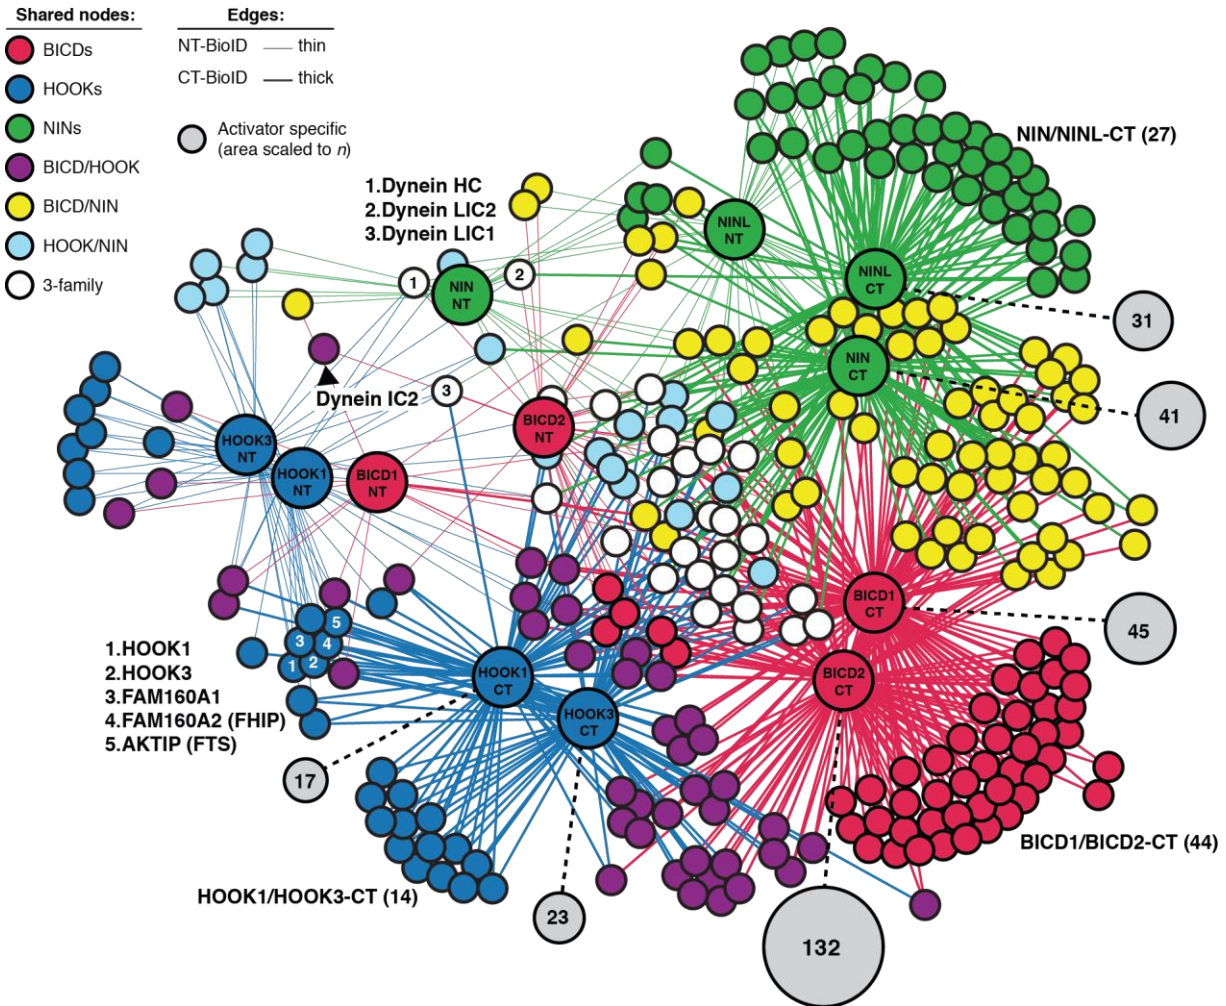 Shared nodes:
BICDs
HOOKs
NINs
BICD/HOOK
BICD/NIN
HOOK/NIN
3-family
Edges:
NT-BioID — thin
CT-BioID — thick
Activator specific
(area scaled to n)
1.Dynein HC
2.Dynein LIC2
3.Dynein LIC1
NIN/NINL-CT (27)
NINL
NT
NINL
CT
NIN
NT
1
2
31
NIN
CT
3
Dynein IC2
41
HOOK3
NT
HOOK1
NT
BICD1
NT
BICD2
NT
BICD1
CT
45
5
3
4
1
2
1.HOOK1
2.HOOK3
3.FAM160A1
4.FAM160A2 (FHIP)
5.AKTIP (FTS)
HOOK1
CT
BICD2
CT
HOOK3
CT
17
BICD1/BICD2-CT (44)
HOOK1/HOOK3-CT (14)
23
132